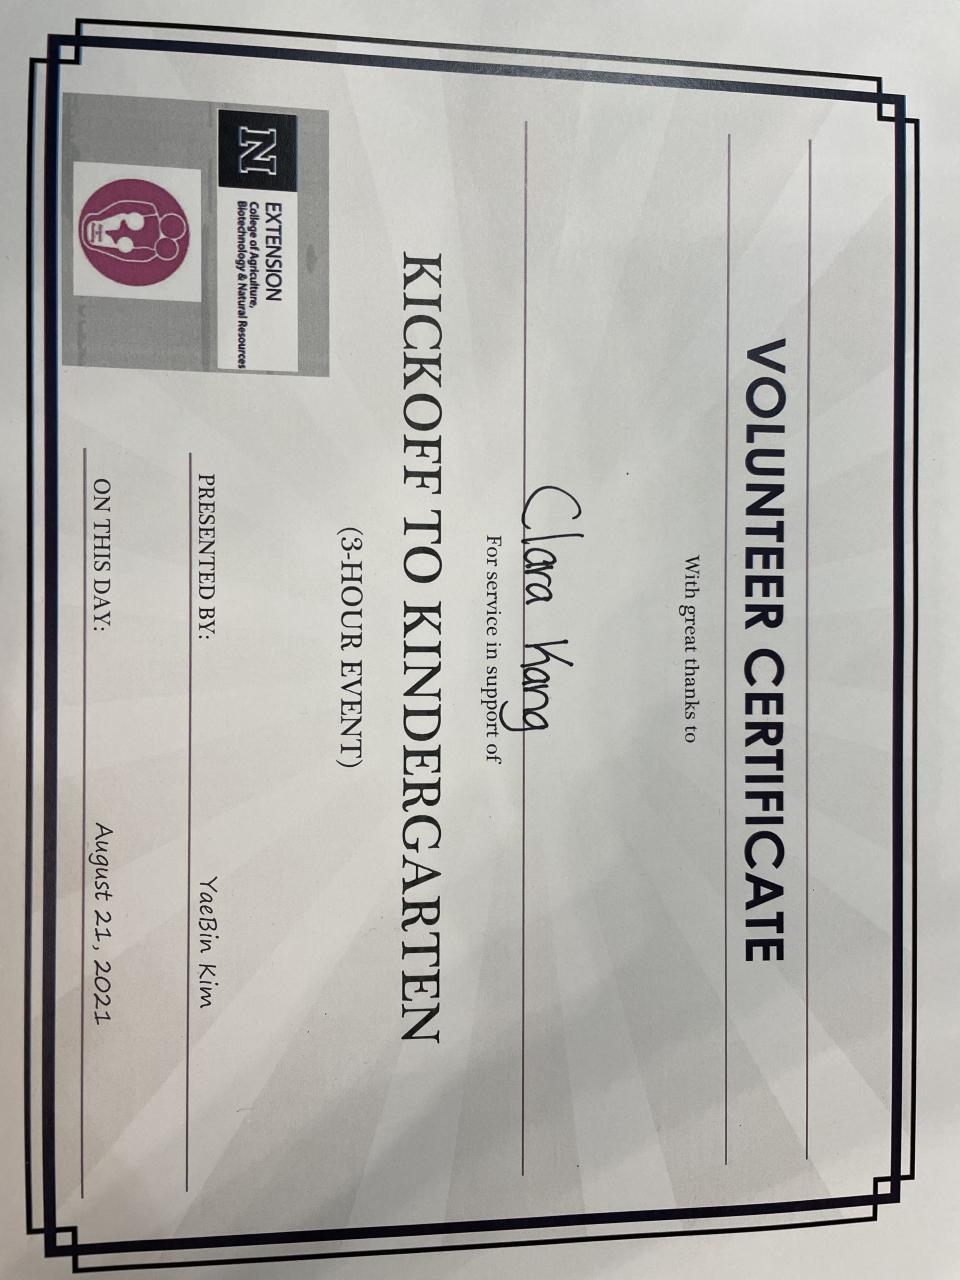 VOLUNTEER CERTIFICATE
With great thanks to
Clara Kang
For service in support of
KICKOFF TO KINDERGARTEN
(3-HOUR EVENT)
N
EXTENSION
College of Agriculture,
Biotechnology & Natural Resources
PRESENTED BY: YaeBin Kim
ON THIS DAY: August 21, 2021